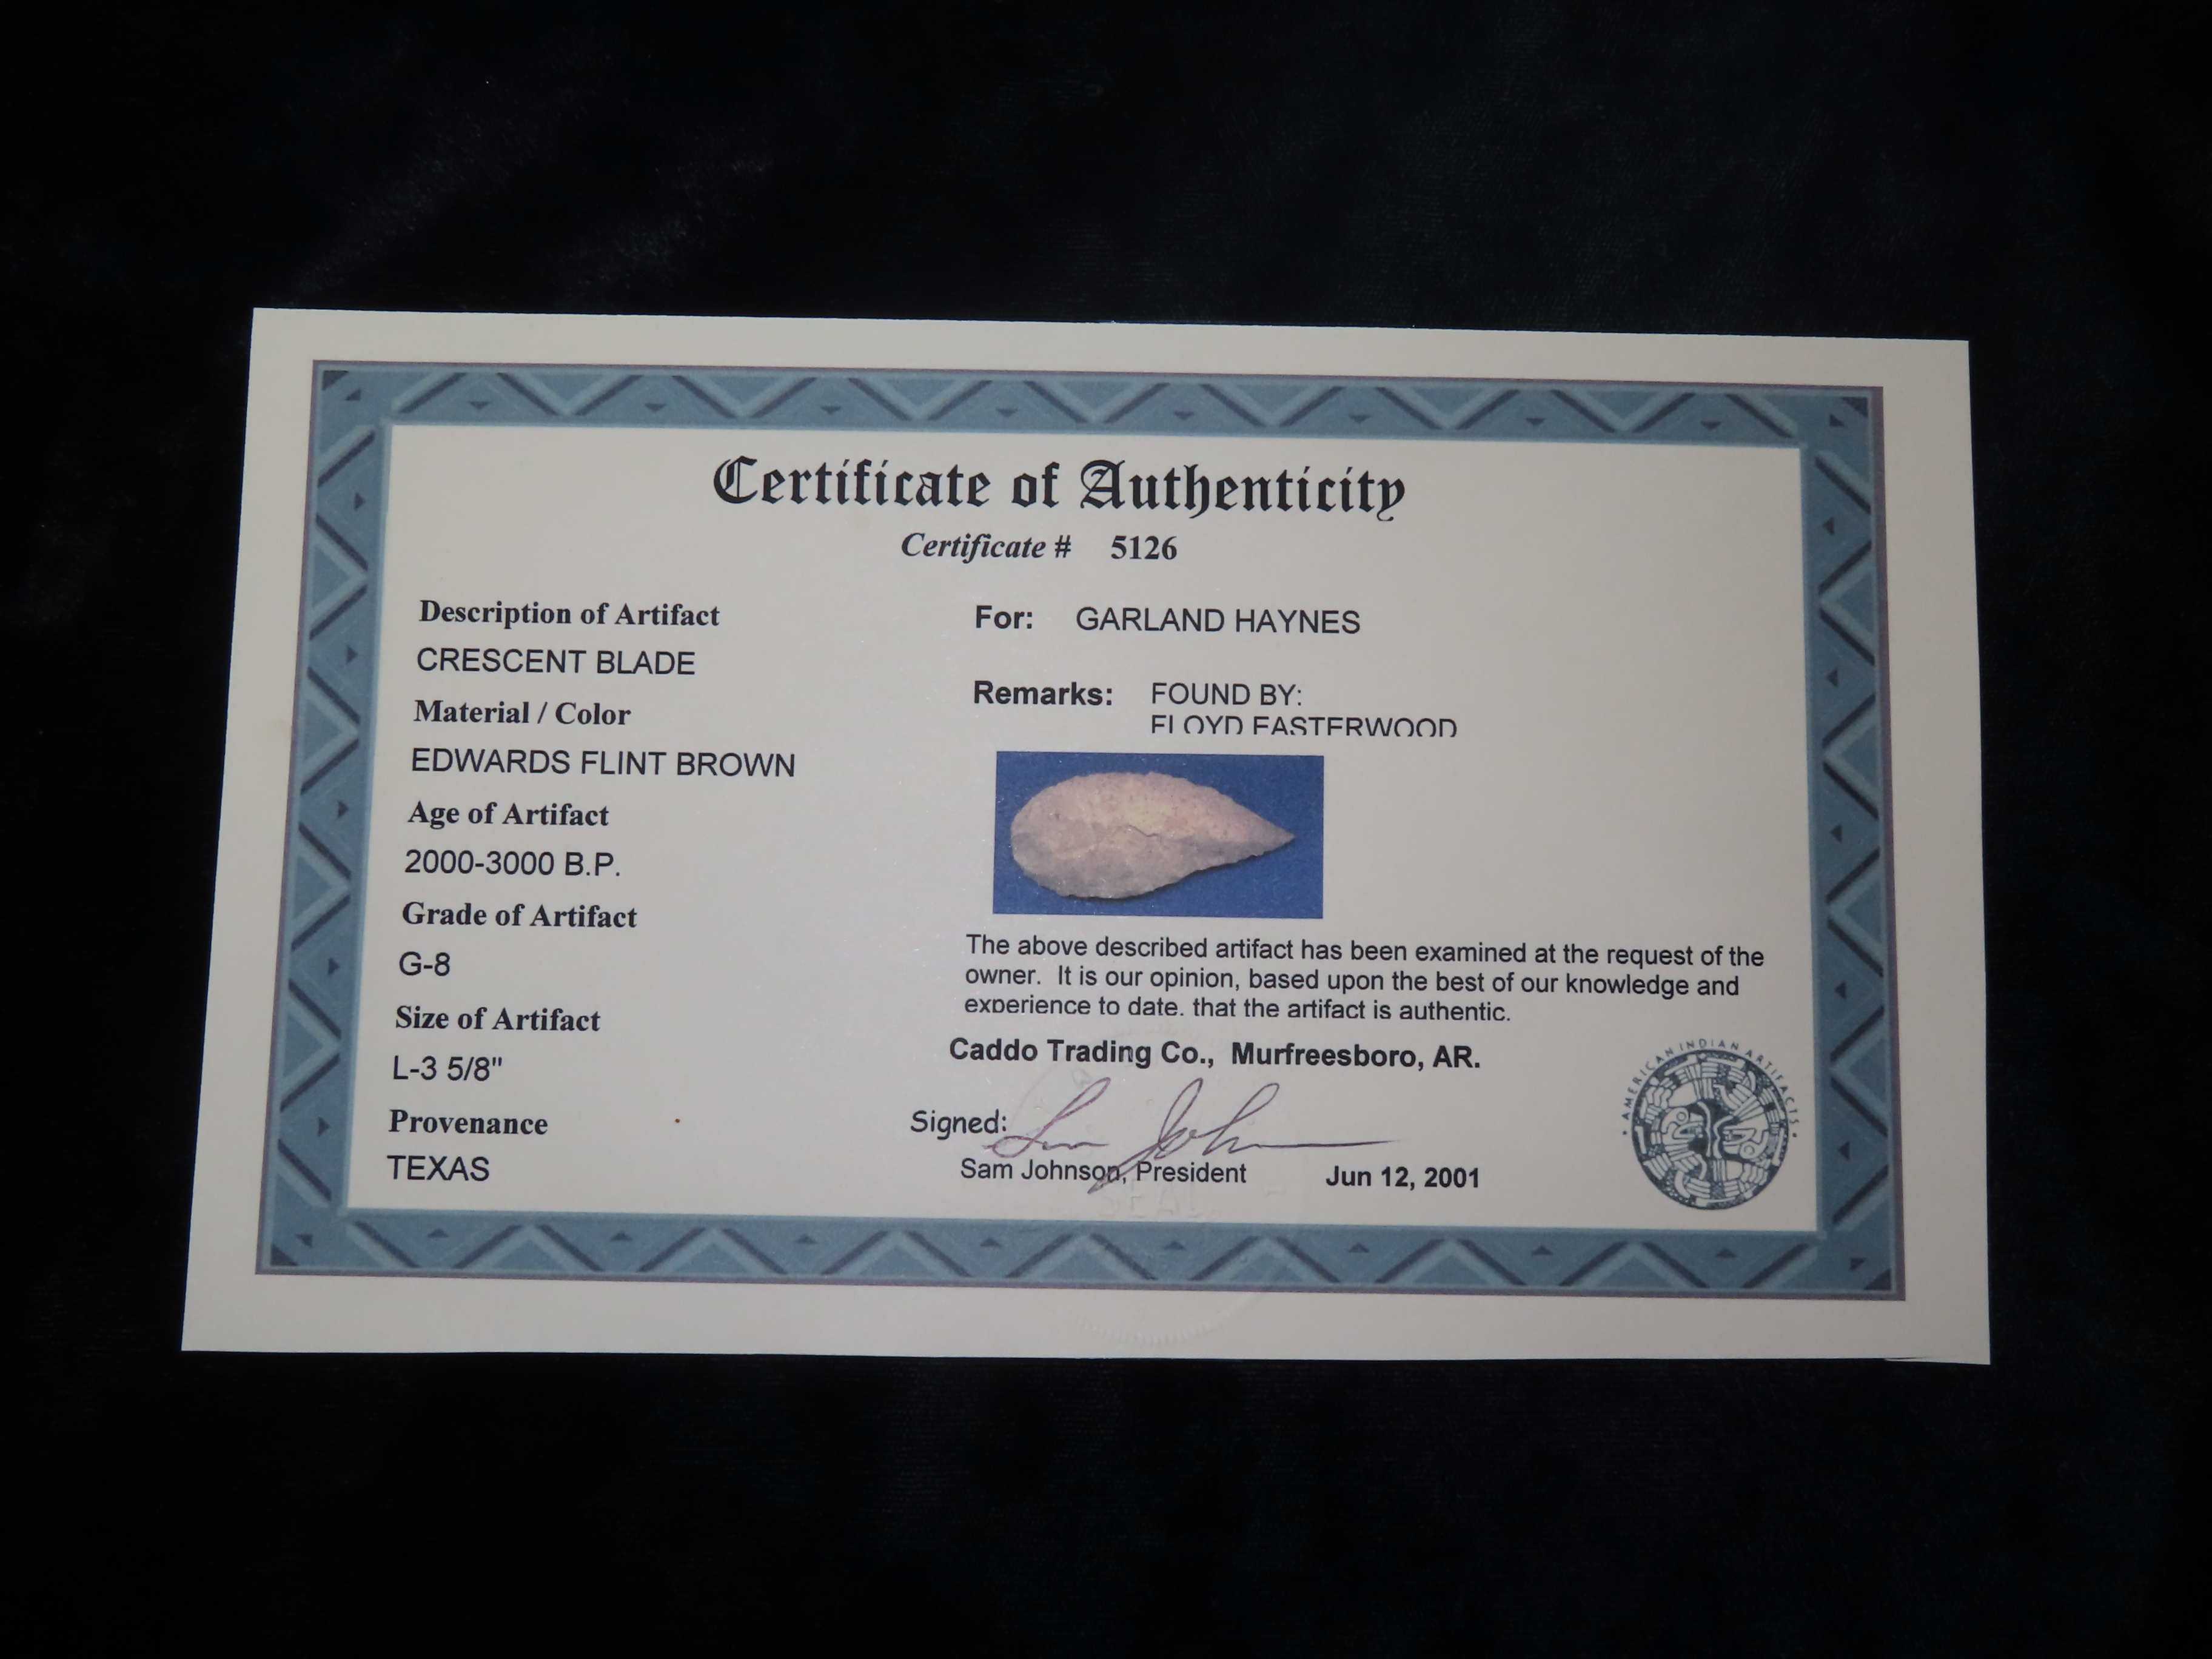 Certificate of Authenticity
Certificate # 5126
Description of Artifact
CRESCENT BLADE
Material / Color
EDWARDS FLINT BROWN
Age of Artifact
2000-3000 B.P.
Grade of Artifact
G-8
Size of Artifact
L-3 5/8"
Provenance
TEXAS
For: GARLAND HAYNES
Remarks: FOUND BY:
FLOYD EASTERWOOD
The above described artifact has been examined at the request of the
owner. It is our opinion, based upon the best of our knowledge and
experience to date, that the artifact is authentic.
Caddo Trading Co., Murfreesboro, AR.
Signed: Sam Johnson
Sam Johnson, President Jun 12, 2001
SEAL
• AMERICAN INDIAN ARTIFACTS •